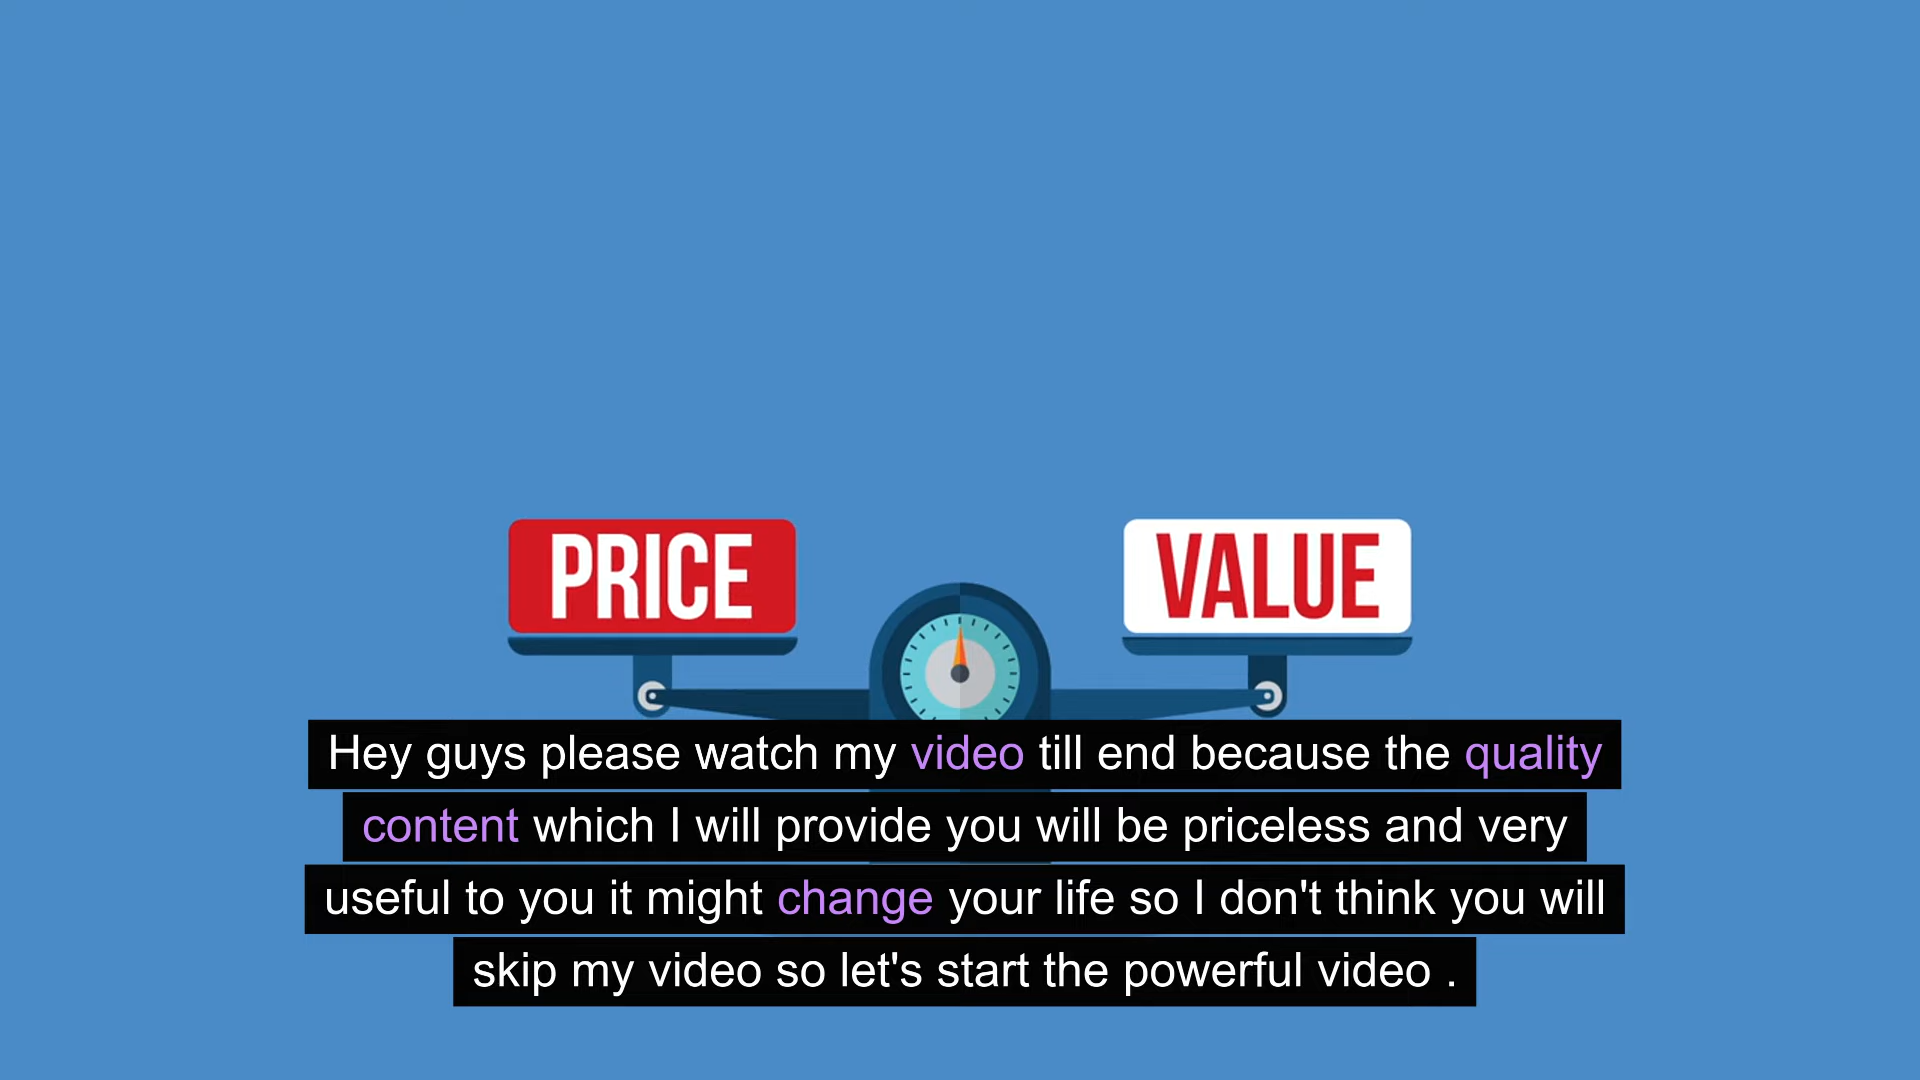 PRICE
VALUE
Hey guys please watch my video till end because the quality
content which I will provide you will be priceless and very
useful to you it might change your life so I don't think you will
skip my video so let's start the powerful video .